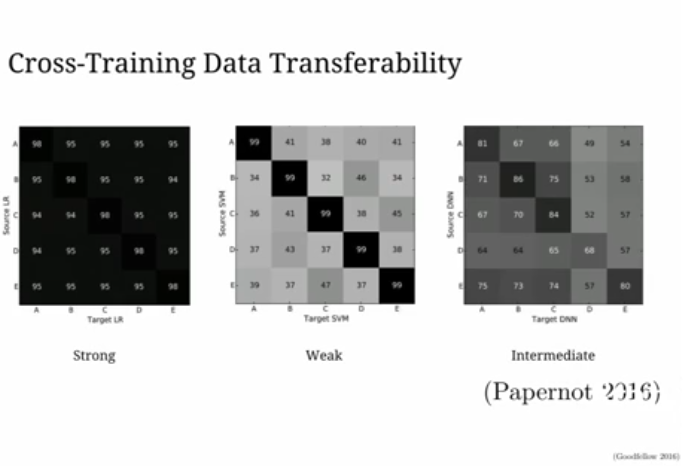 Cross-Training Data Transferability
A 98 95 95 95 95
B 95 98 95 95 94
C 94 94 98 95 95
D 94 95 95 98 95
E 95 95 95 95 98
A B C D E
Source LR
Target LR
Strong
A 99 41 38 40 41
B 34 99 32 46 34
C 36 41 99 38 45
D 37 43 37 99 38
E 39 37 47 37 99
A B C D E
Source SVM
Target SVM
Weak
A 81 67 66 49 54
B 71 86 75 53 58
C 67 70 84 52 57
D 64 64 65 68 57
E 75 73 74 57 80
A B C D E
Source DNN
Target DNN
Intermediate
(Papernot 2016)
(Goodfellow 2016)